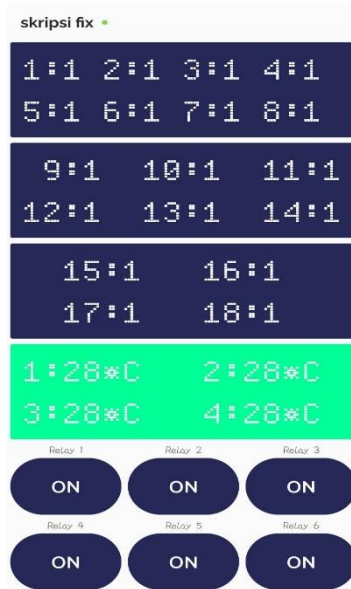 skripsi fix
1:1 2:1 3:1 4:1
5:1 6:1 7:1 8:1
9:1 10:1 11:1
12:1 13:1 14:1
15:1 16:1
17:1 18:1
1:28*C 2:28*C
3:28*C 4:28*C
Relay 1 Relay 2 Relay 3
ON ON ON
Relay 4 Relay 5 Relay 6
ON ON ON